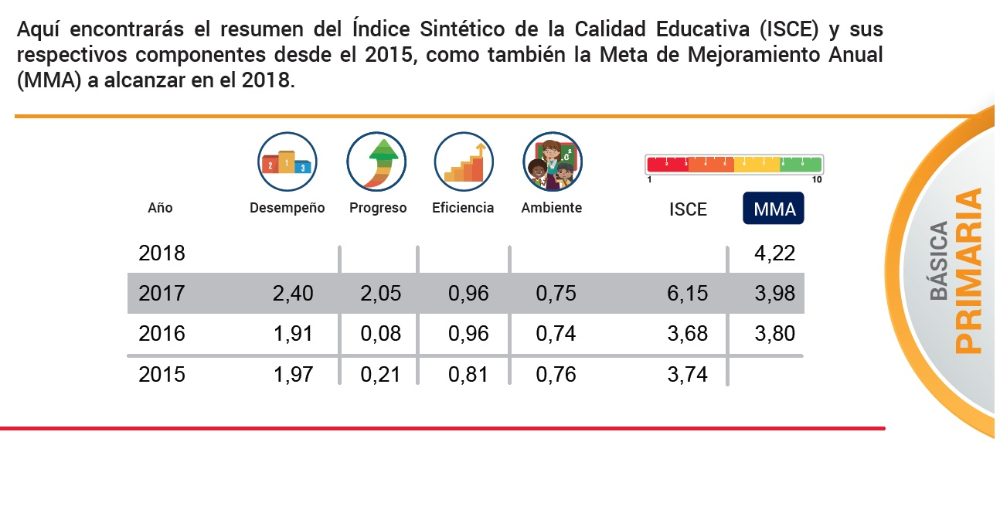 Aquí encontrarás el resumen del Índice Sintético de la Calidad Educativa (ISCE) y sus
respectivos componentes desde el 2015, como también la Meta de Mejoramiento Anual
(MMA) a alcanzar en el 2018.
2 1 3
1 10
Año Desempeño Progreso Eficiencia Ambiente ISCE MMA
2018 4,22
2017 2,40 2,05 0,96 0,75 6,15 3,98
2016 1,91 0,08 0,96 0,74 3,68 3,80
2015 1,97 0,21 0,81 0,76 3,74
BÁSICA
PRIMARIA